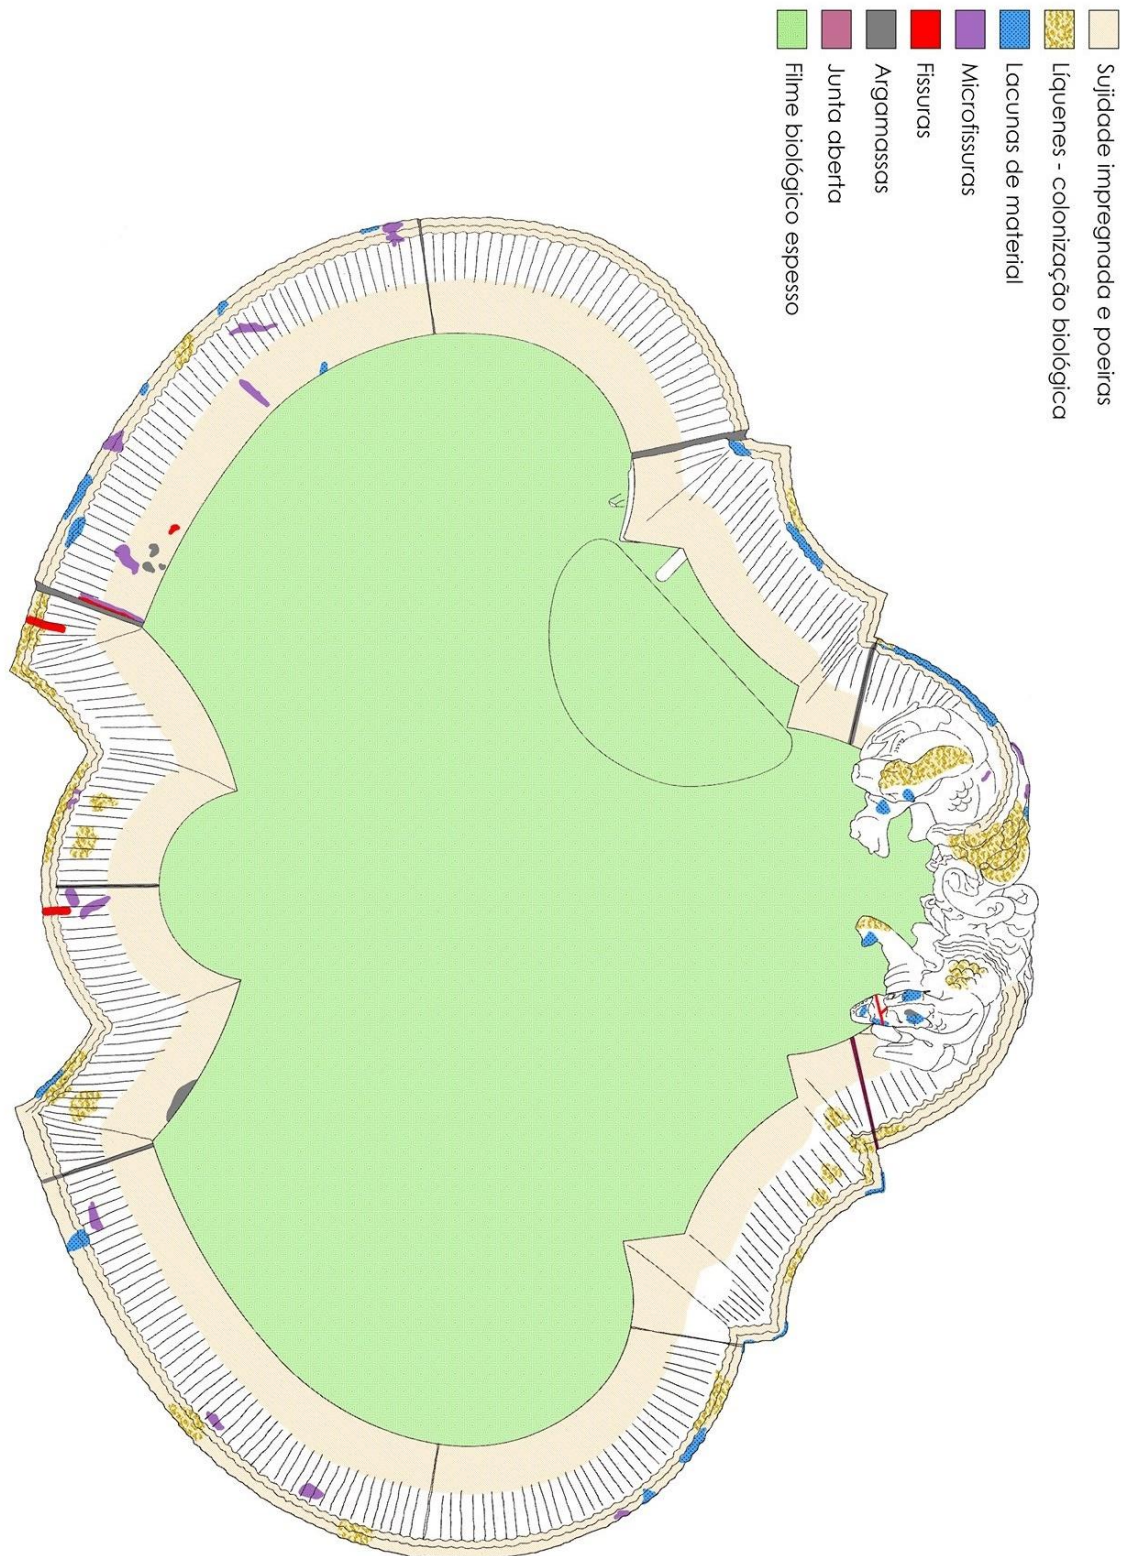 Sujidade impregnada e poeiras
Líquenes - colonização biológica
Lacunas de material
Microfissuras
Fissuras
Argamassas
Junta aberta
Filme biológico espesso